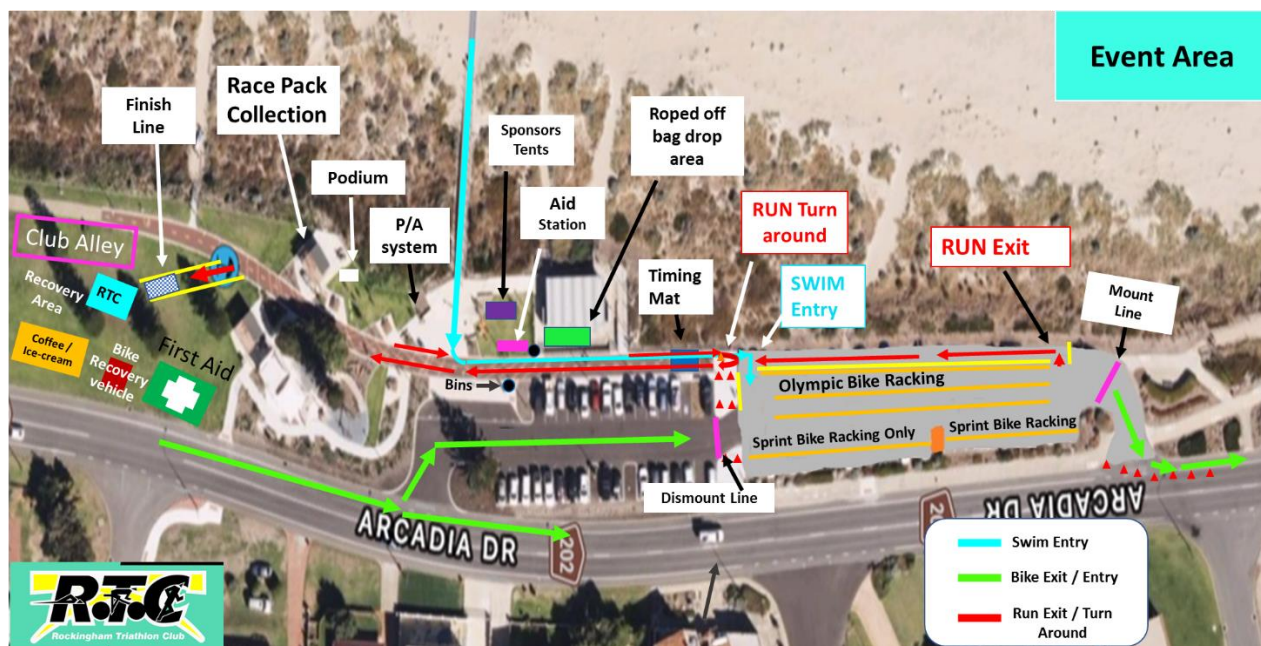 Event Area
Race Pack
Collection
Finish
Line
Roped off
bag drop
area
Sponsors
Tents
Podium
Aid
Station
P/A
system
RUN Turn
around
RUN Exit
Club Alley
Timing
Mat
SWIM
Entry
Mount
Line
Recovery
Area
RTC
Coffee /
Ice-cream
Bike
Recovery
vehicle
First Aid
Bins
Olympic Bike Racking
Sprint Bike Racking Only
Sprint Bike Racking
Dismount Line
ARCADIA DR
202
ARCADIA DR
20
Swim Entry
Bike Exit / Entry
Run Exit / Turn
Around
R.T.C
Rockingham Triathlon Club